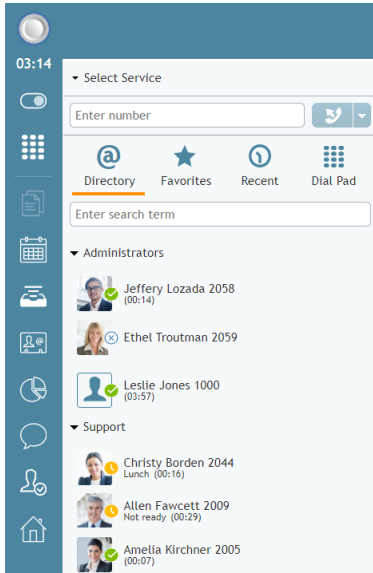 03:14
Select Service
Enter number
Directory Favorites Recent Dial Pad
Enter search term
Administrators
Jeffery Lozada 2058
(00:14)
Ethel Troutman 2059
Leslie Jones 1000
(03:57)
Support
Christy Borden 2044
Lunch (00:16)
Allen Fawcett 2009
Not ready (00:29)
Amelia Kirchner 2005
(00:07)